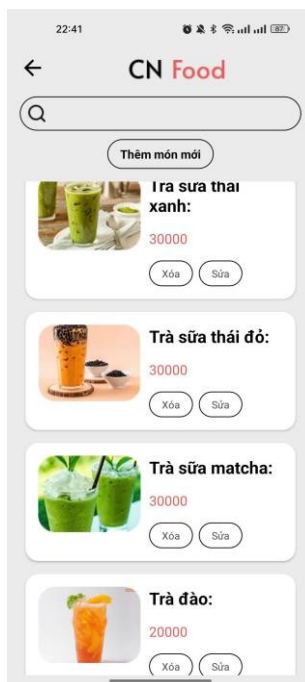 22:41
CN Food
Thêm món mới
Trà sữa thái
xanh:
30000
Xóa Sửa
Trà sữa thái đỏ:
30000
Xóa Sửa
Trà sữa matcha:
30000
Xóa Sửa
Trà đào:
20000
Xóa Sửa